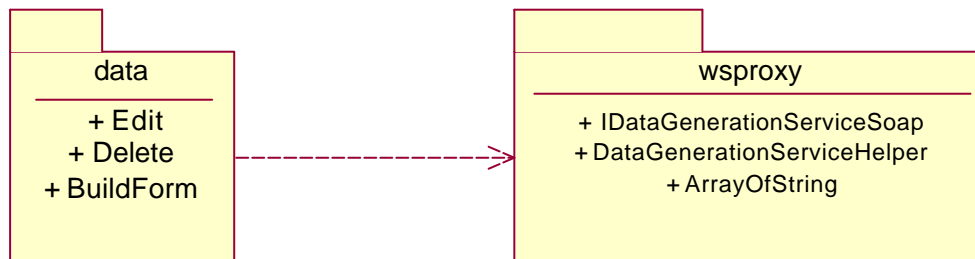 data
+ Edit
+ Delete
+ BuildForm
wsproxy
+ IDataGenerationServiceSoap
+ DataGenerationServiceHelper
+ ArrayOfString